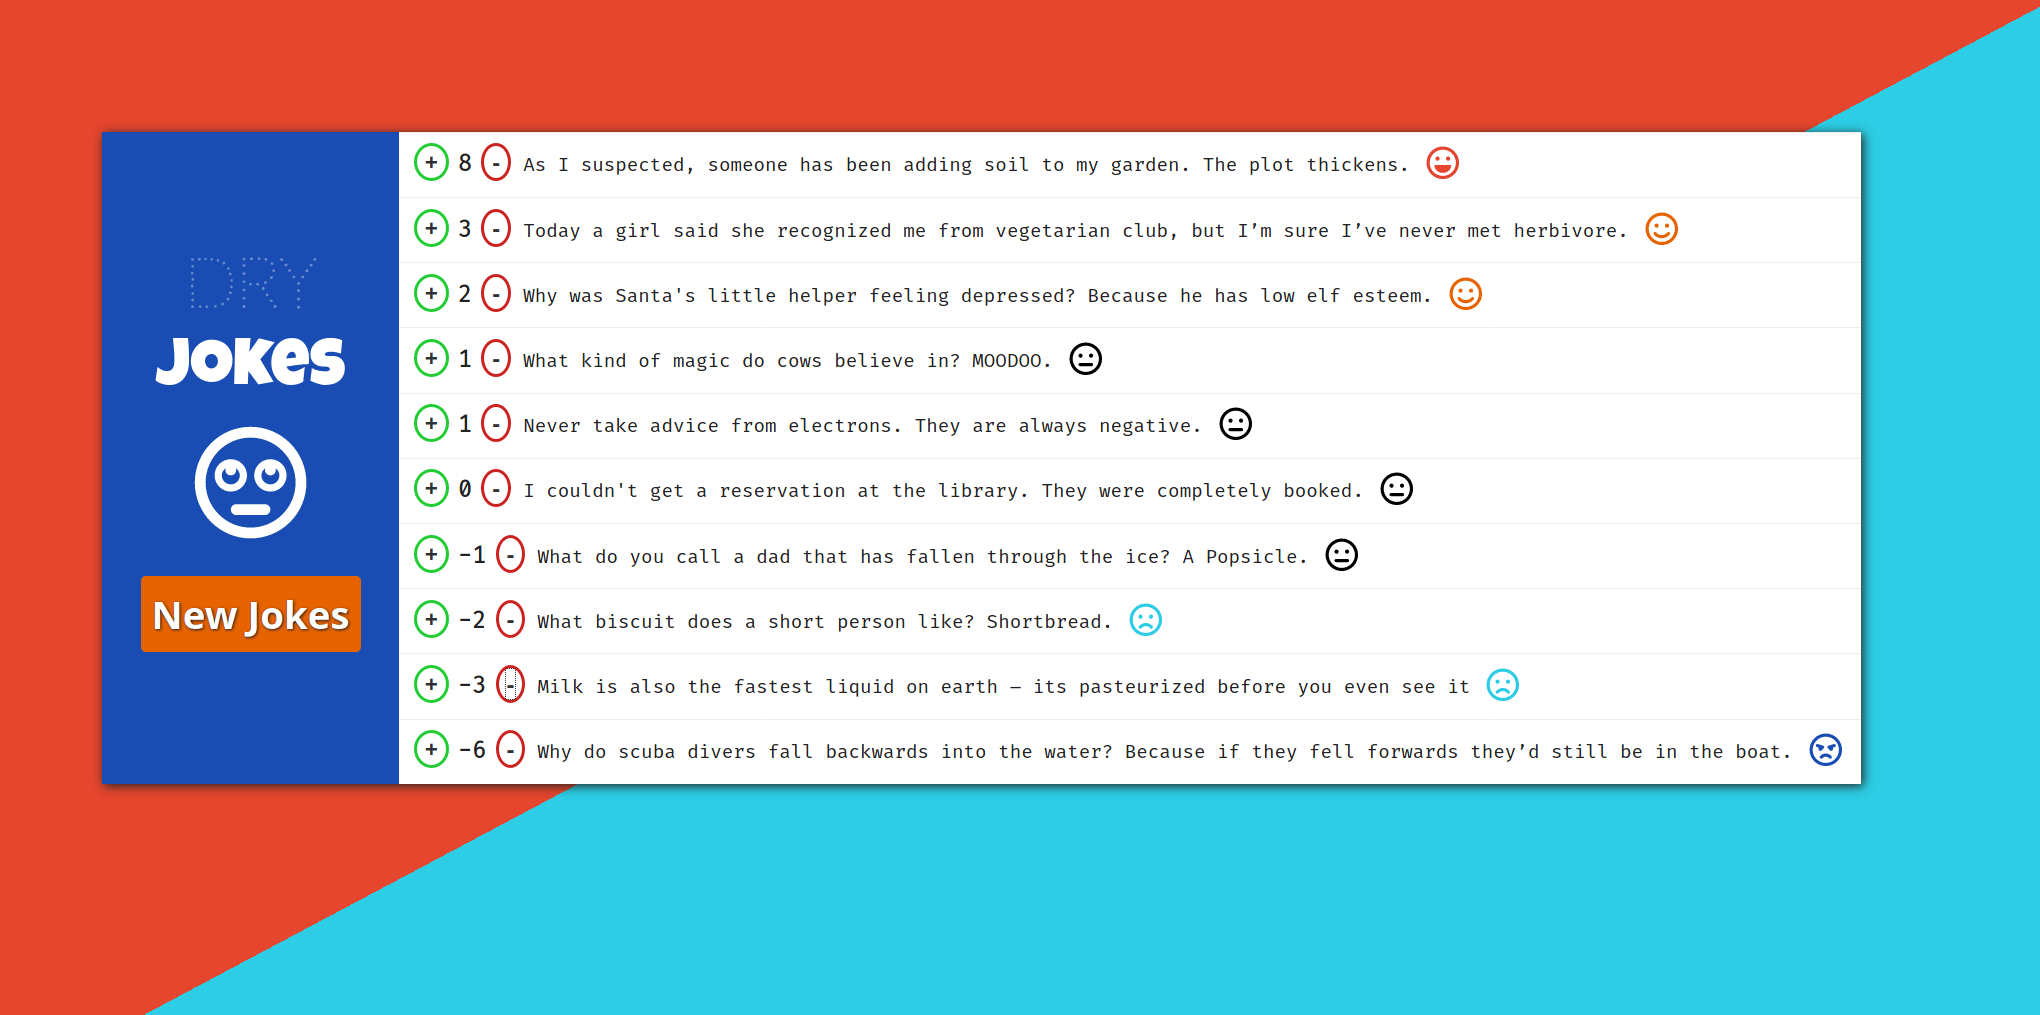 DRY
Jokes
New Jokes
+ 8 - As I suspected, someone has been adding soil to my garden. The plot thickens.
+ 3 - Today a girl said she recognized me from vegetarian club, but I’m sure I’ve never met herbivore.
+ 2 - Why was Santa's little helper feeling depressed? Because he has low elf esteem.
+ 1 - What kind of magic do cows believe in? MOODOO.
+ 1 - Never take advice from electrons. They are always negative.
+ 0 - I couldn't get a reservation at the library. They were completely booked.
+ -1 - What do you call a dad that has fallen through the ice? A Popsicle.
+ -2 - What biscuit does a short person like? Shortbread.
+ -3 - Milk is also the fastest liquid on earth – its pasteurized before you even see it
+ -6 - Why do scuba divers fall backwards into the water? Because if they fell forwards they’d still be in the boat.